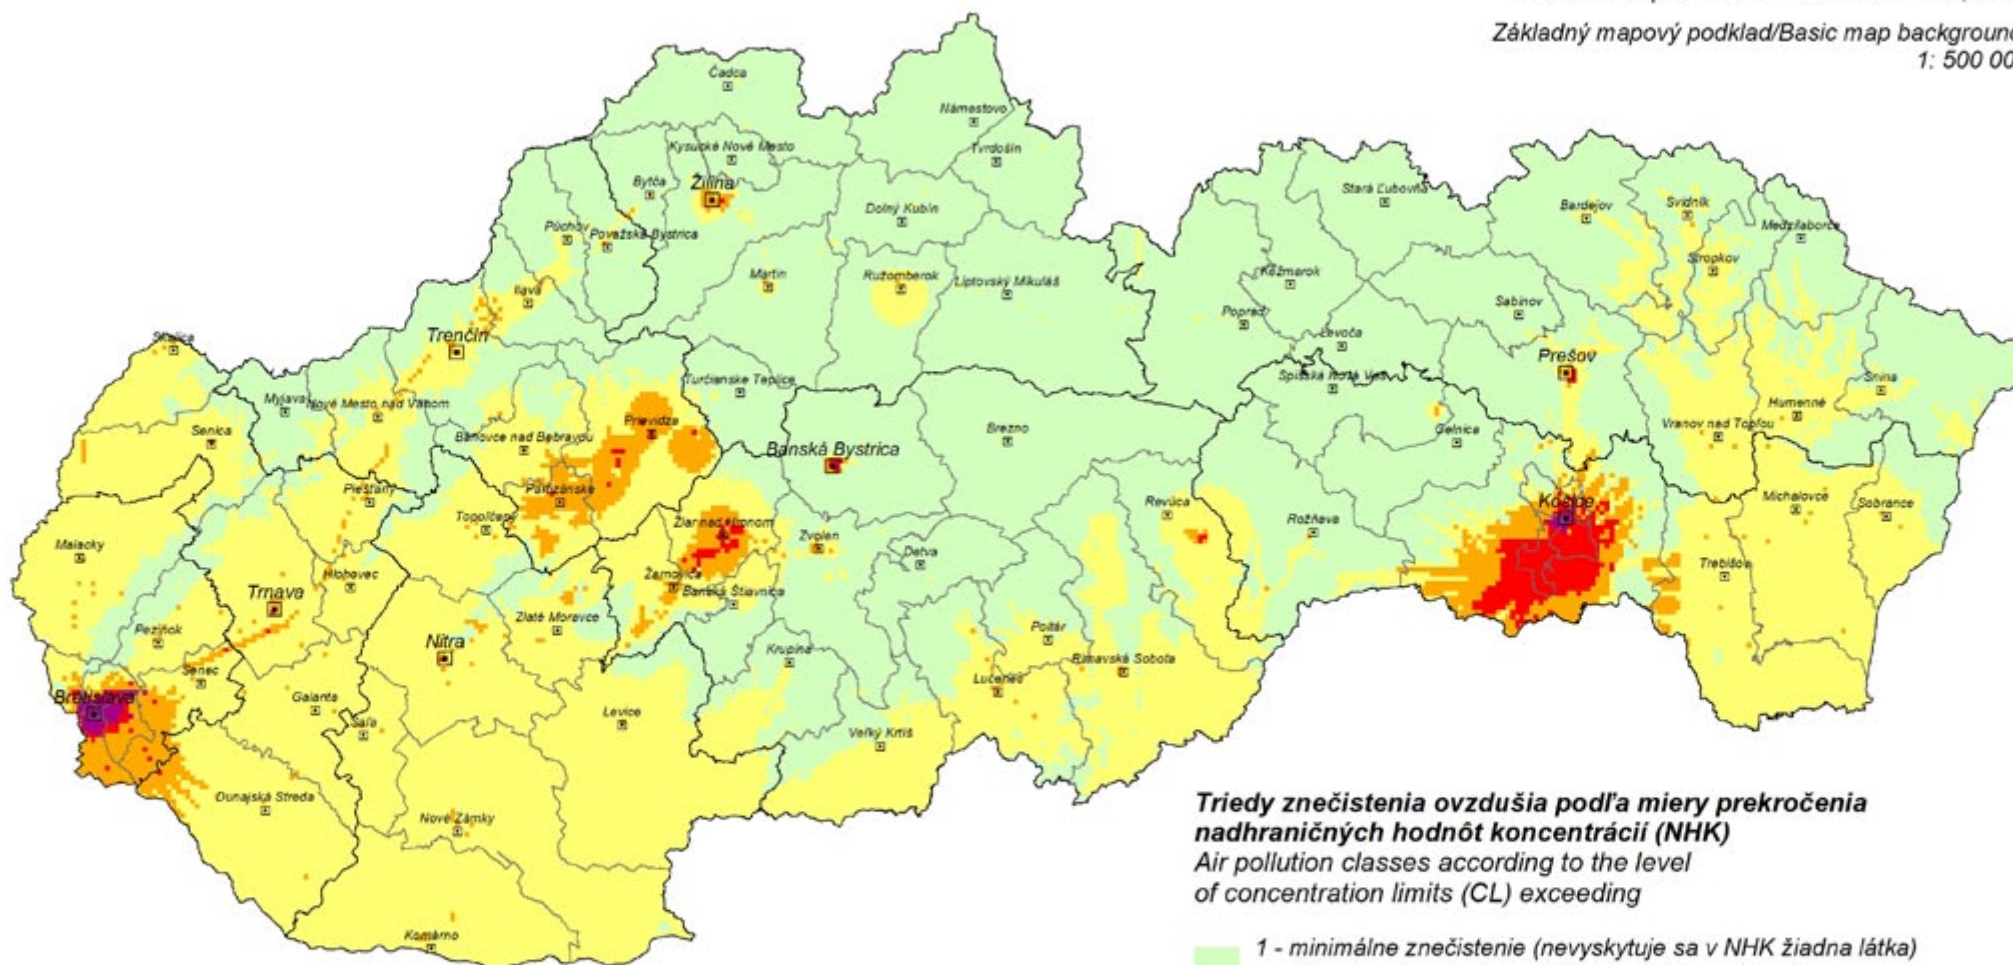 Základný mapový podklad/Basic map background
1: 500 00
Čadca
Námestovo
Kysucké Nové Mesto
Tvrdošín
Bytča
Žilina
Stará Ľubovňa
Dolný Kubín
Bardejov
Svidník
Púchov
Považská Bystrica
Medzilaborce
Stropkov
Martin
Ružomberok
Liptovský Mikuláš
Kežmarok
Ilava
Sabinov
Poprad
Trenčín
Skalica
Levoča
Prešov
Turčianske Teplice
Spišská Nová Ves
Snina
Myjava
Nové Mesto nad Váhom
Humenné
Senica
Prievidza
Brezno
Vranov nad Topľou
Bánovce nad Bebravou
Gelnica
Banská Bystrica
Piešťany
Partizánske
Revúca
Michalovce
Sobrance
Košice
Topoľčany
Rožňava
Žiar nad Hronom
Malacky
Zvolen
Detva
Hlohovec
Žarnovica
Trebišov
Trnava
Banská Štiavnica
Zlaté Moravce
Pezinok
Poltár
Nitra
Krupina
Rimavská Sobota
Senec
Lučenec
Bratislava
Galanta
Šaľa
Levice
Veľký Krtíš
Dunajská Streda
Nové Zámky
Komárno
Triedy znečistenia ovzdušia podľa miery prekročenia
nadhraničných hodnôt koncentrácií (NHK)
Air pollution classes according to the level
of concentration limits (CL) exceeding
1 - minimálne znečistenie (nevyskytuje sa v NHK žiadna látka)